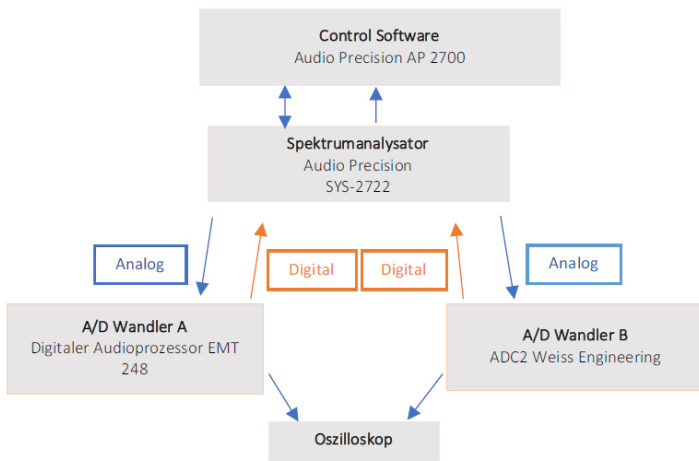 Control Software
Audio Precision AP 2700
Spektrumanalysator
Audio Precision
SYS-2722
Analog
Digital
Digital
Analog
A/D Wandler A
Digitaler Audioprozessor EMT
248
A/D Wandler B
ADC2 Weiss Engineering
Oszilloskop